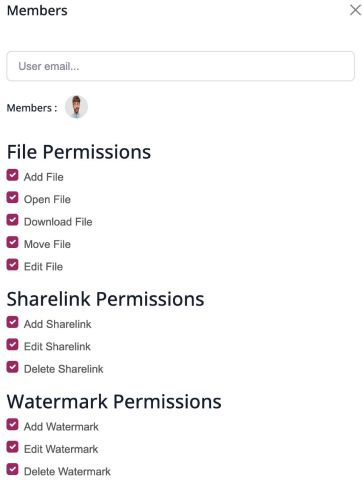 Members
User email...
Members :
File Permissions
Add File
Open File
Download File
Move File
Edit File
Sharelink Permissions
Add Sharelink
Edit Sharelink
Delete Sharelink
Watermark Permissions
Add Watermark
Edit Watermark
Delete Watermark